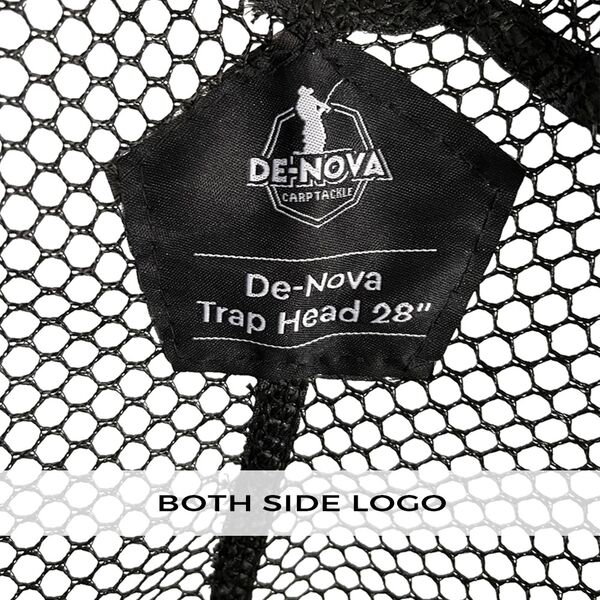 DE-NOVA
CARP TACKLE
De-Nova
Trap Head 28"
BOTH SIDE LOGO